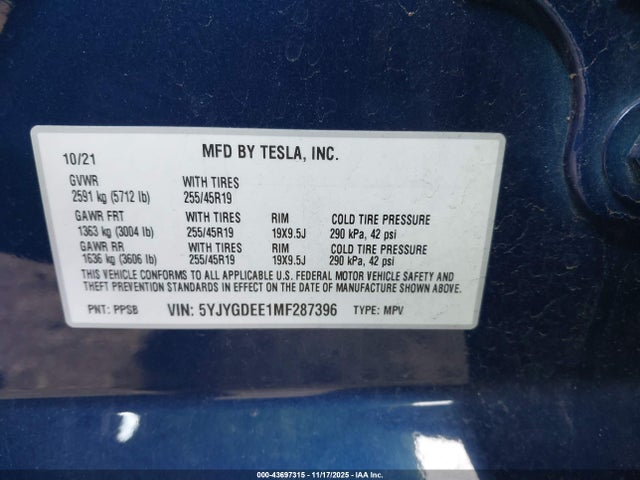 10/21 MFD BY TESLA, INC.
GVWR WITH TIRES
2591 kg (5712 lb) 255/45R19
GAWR FRT WITH TIRES RIM COLD TIRE PRESSURE
1363 kg (3004 lb) 255/45R19 19X9.5J 290 kPa, 42 psi
GAWR RR WITH TIRES RIM COLD TIRE PRESSURE
1636 kg (3606 lb) 255/45R19 19X9.5J 290 kPa, 42 psi
THIS VEHICLE CONFORMS TO ALL APPLICABLE U.S. FEDERAL MOTOR VEHICLE SAFETY AND
THEFT PREVENTION STANDARDS IN EFFECT ON THE DATE OF MANUFACTURE SHOWN ABOVE.
PNT: PPSB VIN: 5YJYGDEE1MF287396 TYPE: MPV
000-43697315 - 11/17/2025 - IAA Inc.